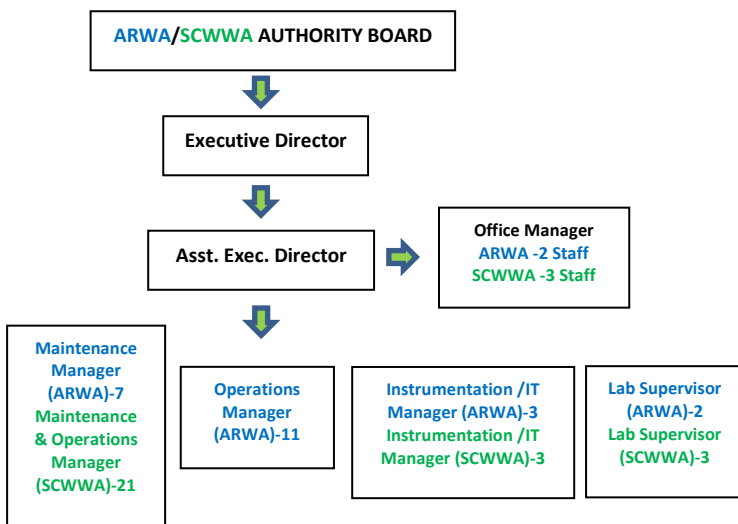 ARWA/SCWWA AUTHORITY BOARD
Executive Director
Asst. Exec. Director
Office Manager
ARWA -2 Staff
SCWWA -3 Staff
Maintenance
Manager
(ARWA)-7
Maintenance
& Operations
Manager
(SCWWA)-21
Operations
Manager
(ARWA)-11
Instrumentation /IT
Manager (ARWA)-3
Instrumentation /IT
Manager (SCWWA)-3
Lab Supervisor
(ARWA)-2
Lab Supervisor
(SCWWA)-3